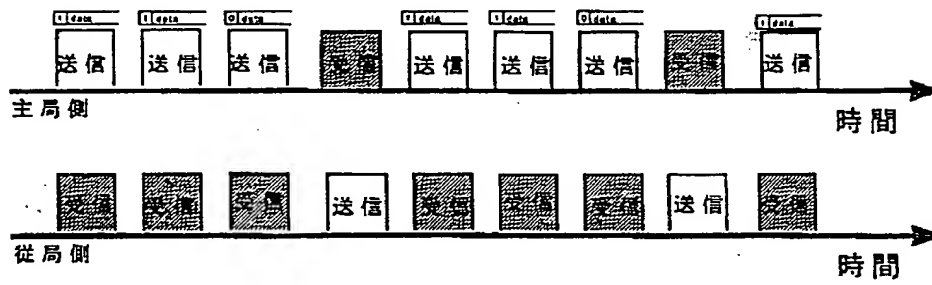 1 data 1 data 0 data 1 data 1 data 0 data 1 data
送信 送信 送信 受信 送信 送信 送信 受信 送信
主局側
時間
受信 受信 受信 送信 受信 受信 受信 送信 受信
従局側
時間